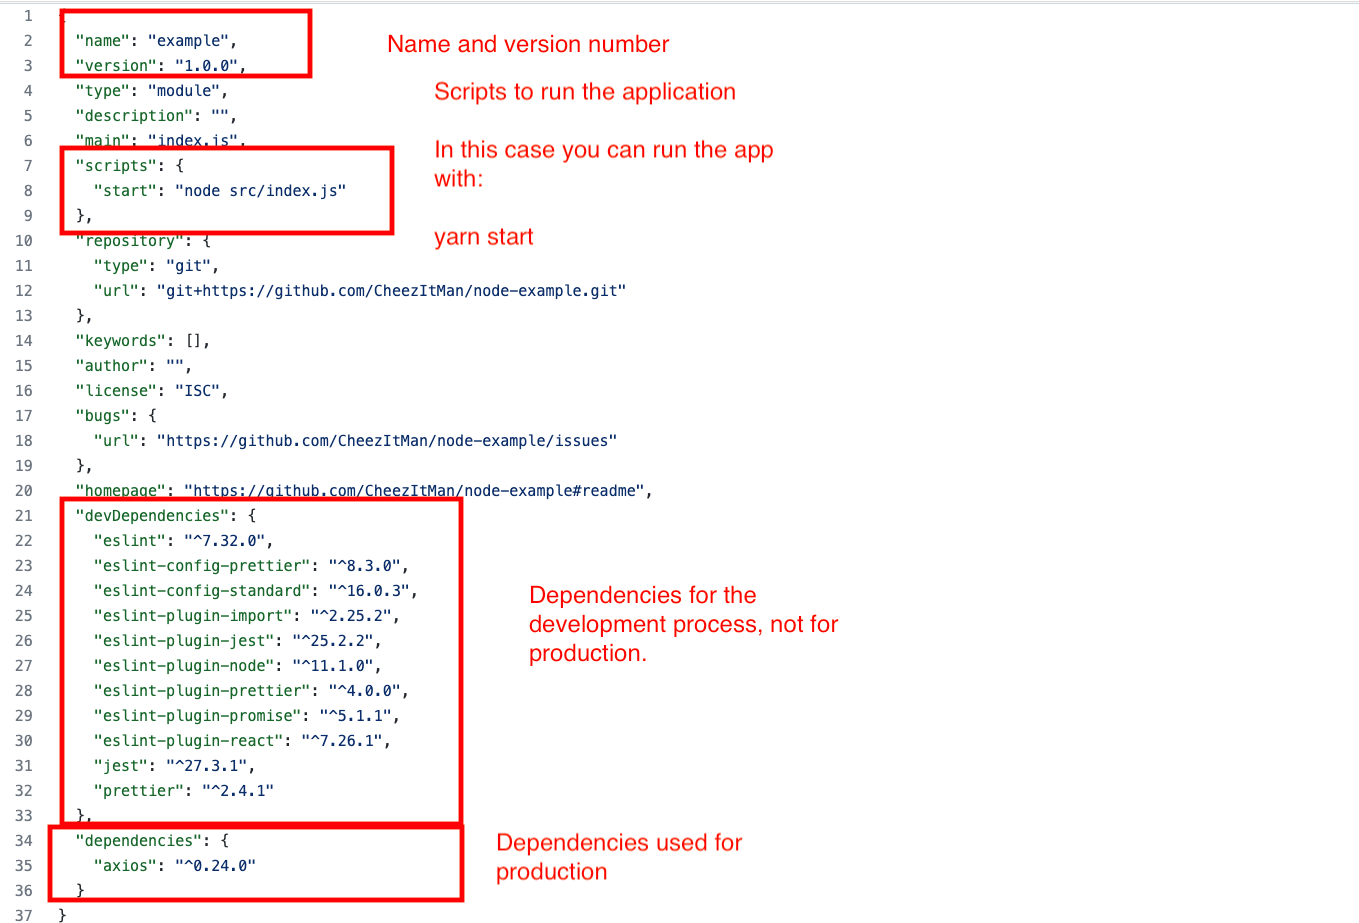 1 {
2 "name": "example",
Name and version number
3 "version": "1.0.0",
4 "type": "module",
Scripts to run the application
5 "description": "",
6 "main": "index.js",
In this case you can run the app
with:
7 "scripts": {
8 "start": "node src/index.js"
9 },
yarn start
10 "repository": {
11 "type": "git",
12 "url": "git+https://github.com/CheezItMan/node-example.git"
13 },
14 "keywords": [],
15 "author": "",
16 "license": "ISC",
17 "bugs": {
18 "url": "https://github.com/CheezItMan/node-example/issues"
19 },
20 "homepage": "https://github.com/CheezItMan/node-example#readme",
21 "devDependencies": {
22 "eslint": "^7.32.0",
23 "eslint-config-prettier": "^8.3.0",
24 "eslint-config-standard": "^16.0.3",
25 "eslint-plugin-import": "^2.25.2",
26 "eslint-plugin-jest": "^25.2.2",
27 "eslint-plugin-node": "^11.1.0",
28 "eslint-plugin-prettier": "^4.0.0",
29 "eslint-plugin-promise": "^5.1.1",
30 "eslint-plugin-react": "^7.26.1",
31 "jest": "^27.3.1",
32 "prettier": "^2.4.1"
33 },
Dependencies for the
development process, not for
production.
34 "dependencies": {
35 "axios": "^0.24.0"
36 }
37 }
Dependencies used for
production